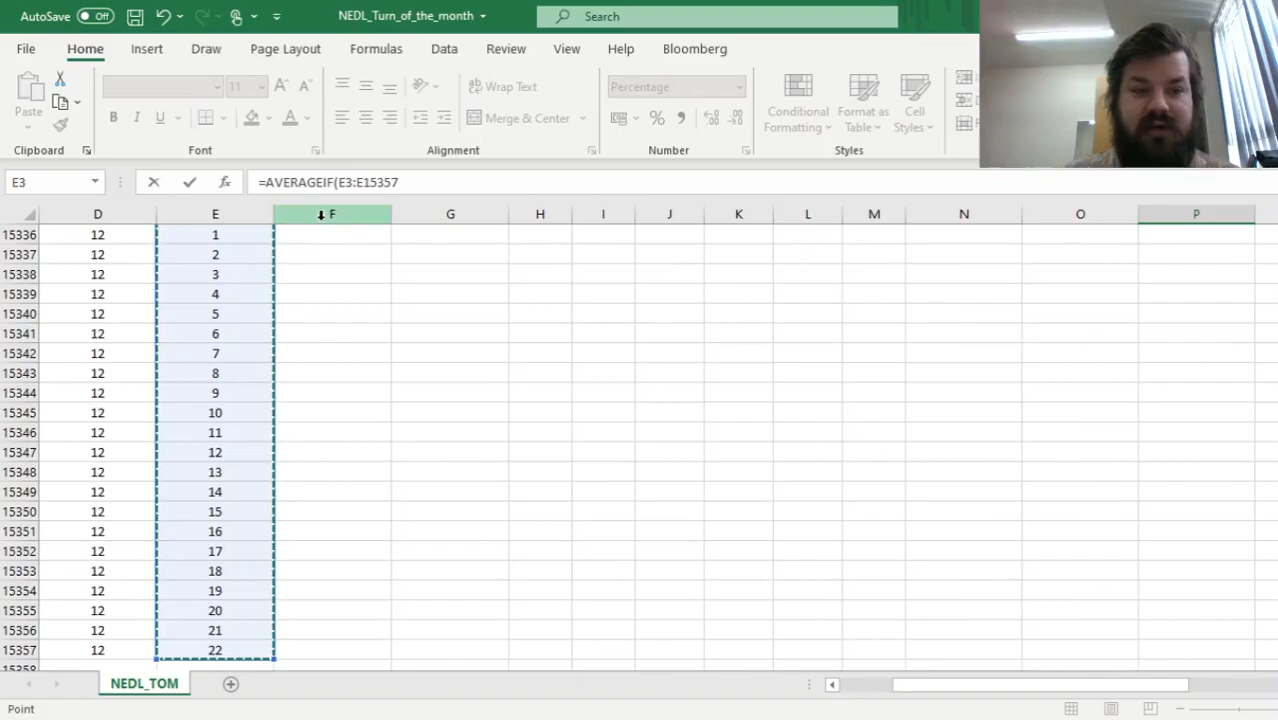 AutoSave Off NEDL_Turn_of_the_month Search
File Home Insert Draw Page Layout Formulas Data Review View Help Bloomberg
Paste 11 Wrap Text Percentage Conditional Formatting Format as Table Cell Styles
Merge & Center
Clipboard Font Alignment Number Styles
E3 fx =AVERAGEIF(E3:E15357
D E F G H I J K L M N O P
15336 12 1
15337 12 2
15338 12 3
15339 12 4
15340 12 5
15341 12 6
15342 12 7
15343 12 8
15344 12 9
15345 12 10
15346 12 11
15347 12 12
15348 12 13
15349 12 14
15350 12 15
15351 12 16
15352 12 17
15353 12 18
15354 12 19
15355 12 20
15356 12 21
15357 12 22
15358
NEDL_TOM
Point